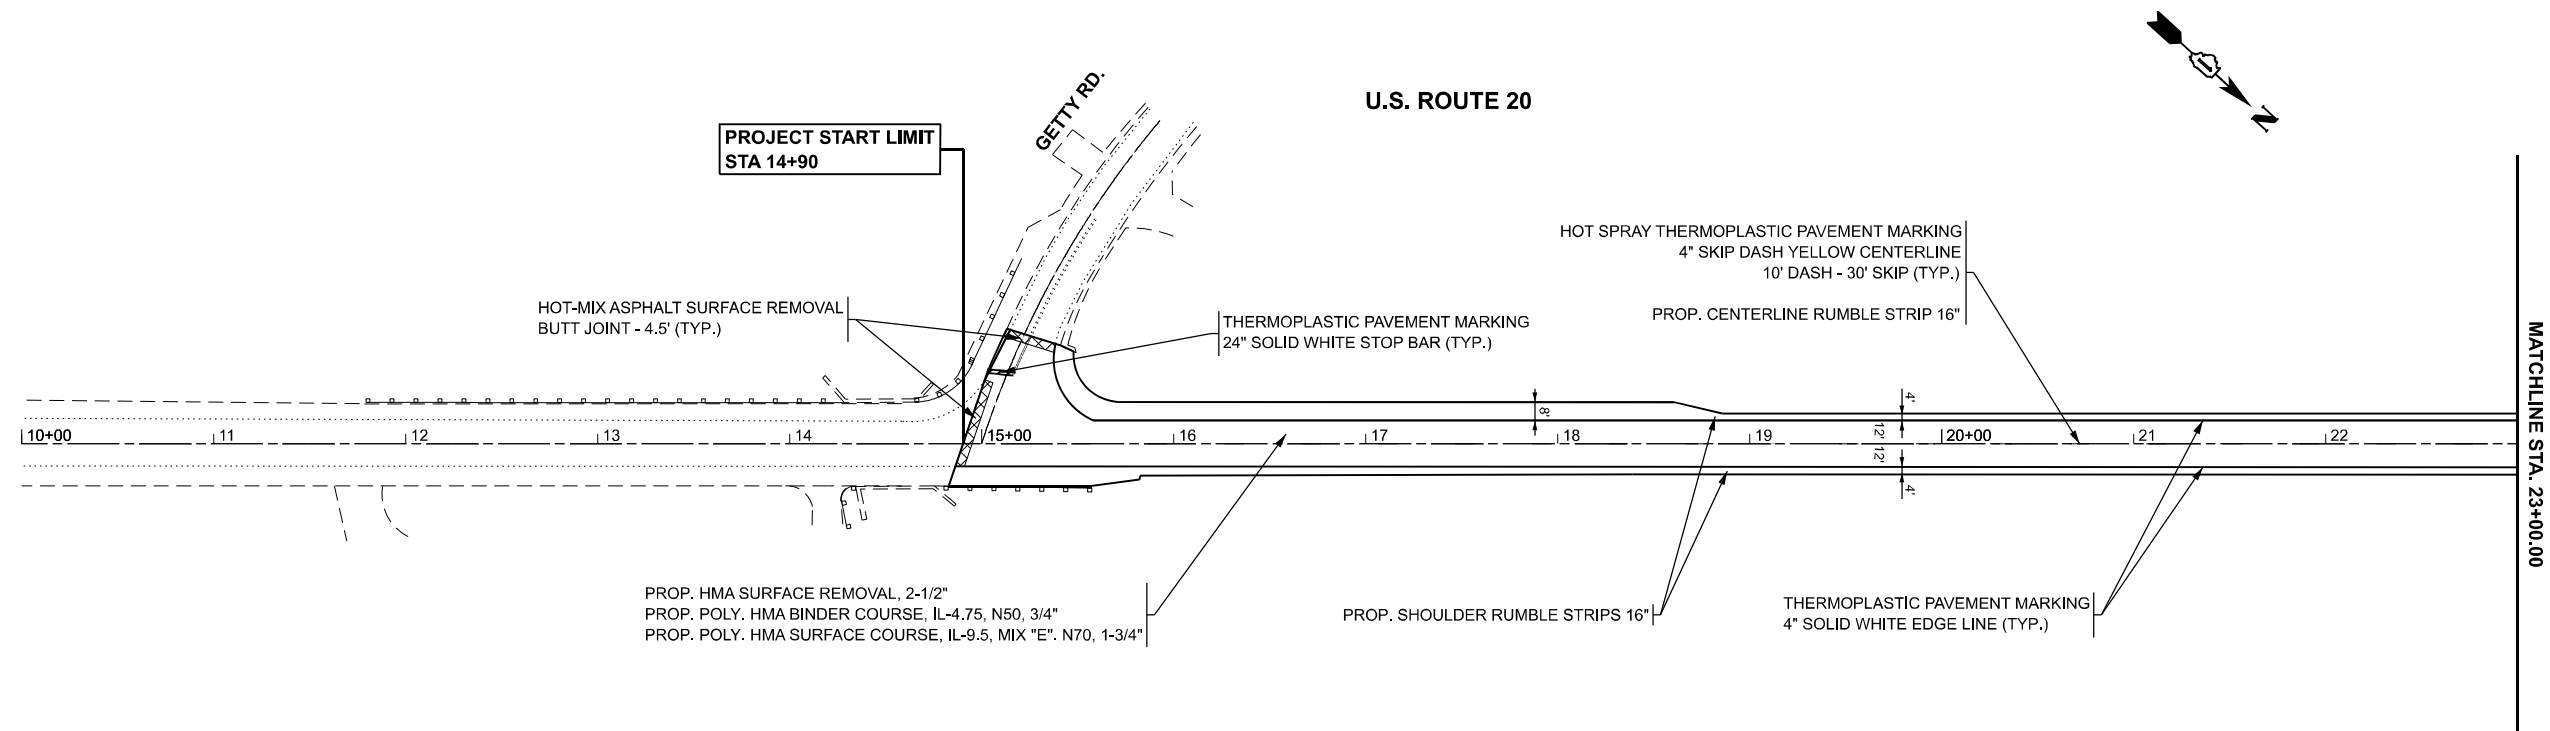 U.S. ROUTE 20
N
GETTY RD.
PROJECT START LIMIT
STA 14+90
HOT SPRAY THERMOPLASTIC PAVEMENT MARKING
4" SKIP DASH YELLOW CENTERLINE
10' DASH - 30' SKIP (TYP.)
PROP. CENTERLINE RUMBLE STRIP 16"
HOT-MIX ASPHALT SURFACE REMOVAL
BUTT JOINT - 4.5' (TYP.)
THERMOPLASTIC PAVEMENT MARKING
24" SOLID WHITE STOP BAR (TYP.)
MATCHLINE STA. 23+00.00
8'
4'
12' 12'
4'
10+00 11 12 13 14 15+00 16 17 18 19 20+00 21 22
PROP. HMA SURFACE REMOVAL, 2-1/2"
PROP. POLY. HMA BINDER COURSE, IL-4.75, N50, 3/4"
PROP. POLY. HMA SURFACE COURSE, IL-9.5, MIX "E". N70, 1-3/4"
PROP. SHOULDER RUMBLE STRIPS 16"
THERMOPLASTIC PAVEMENT MARKING
4" SOLID WHITE EDGE LINE (TYP.)